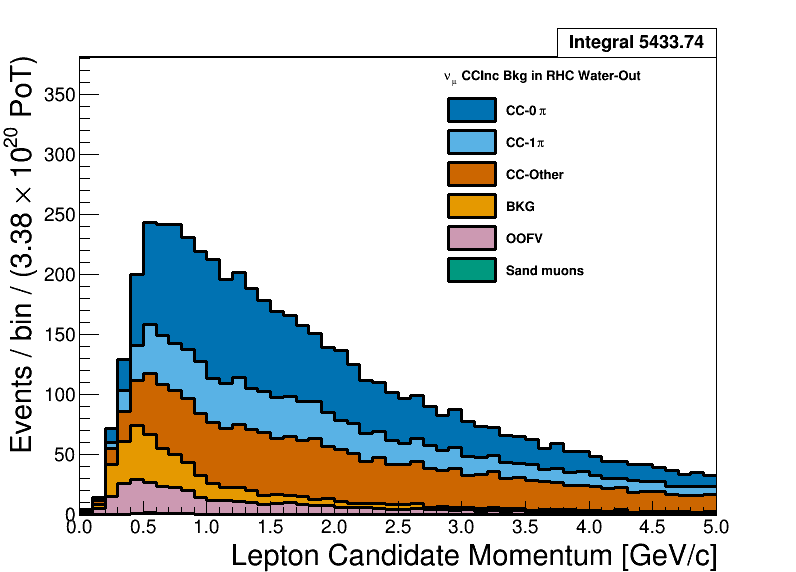 Integral 5433.74
ν_μ CCInc Bkg in RHC Water-Out
CC-0 π
CC-1 π
CC-Other
BKG
OOFV
Sand muons
Events / bin / (3.38 × 10^20 PoT)
350
300
250
200
150
100
50
0
0.0 0.5 1.0 1.5 2.0 2.5 3.0 3.5 4.0 4.5 5.0
Lepton Candidate Momentum [GeV/c]